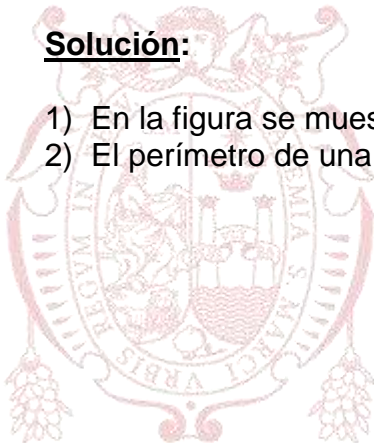 Solución:
1) En la figura se mues
2) El perímetro de una